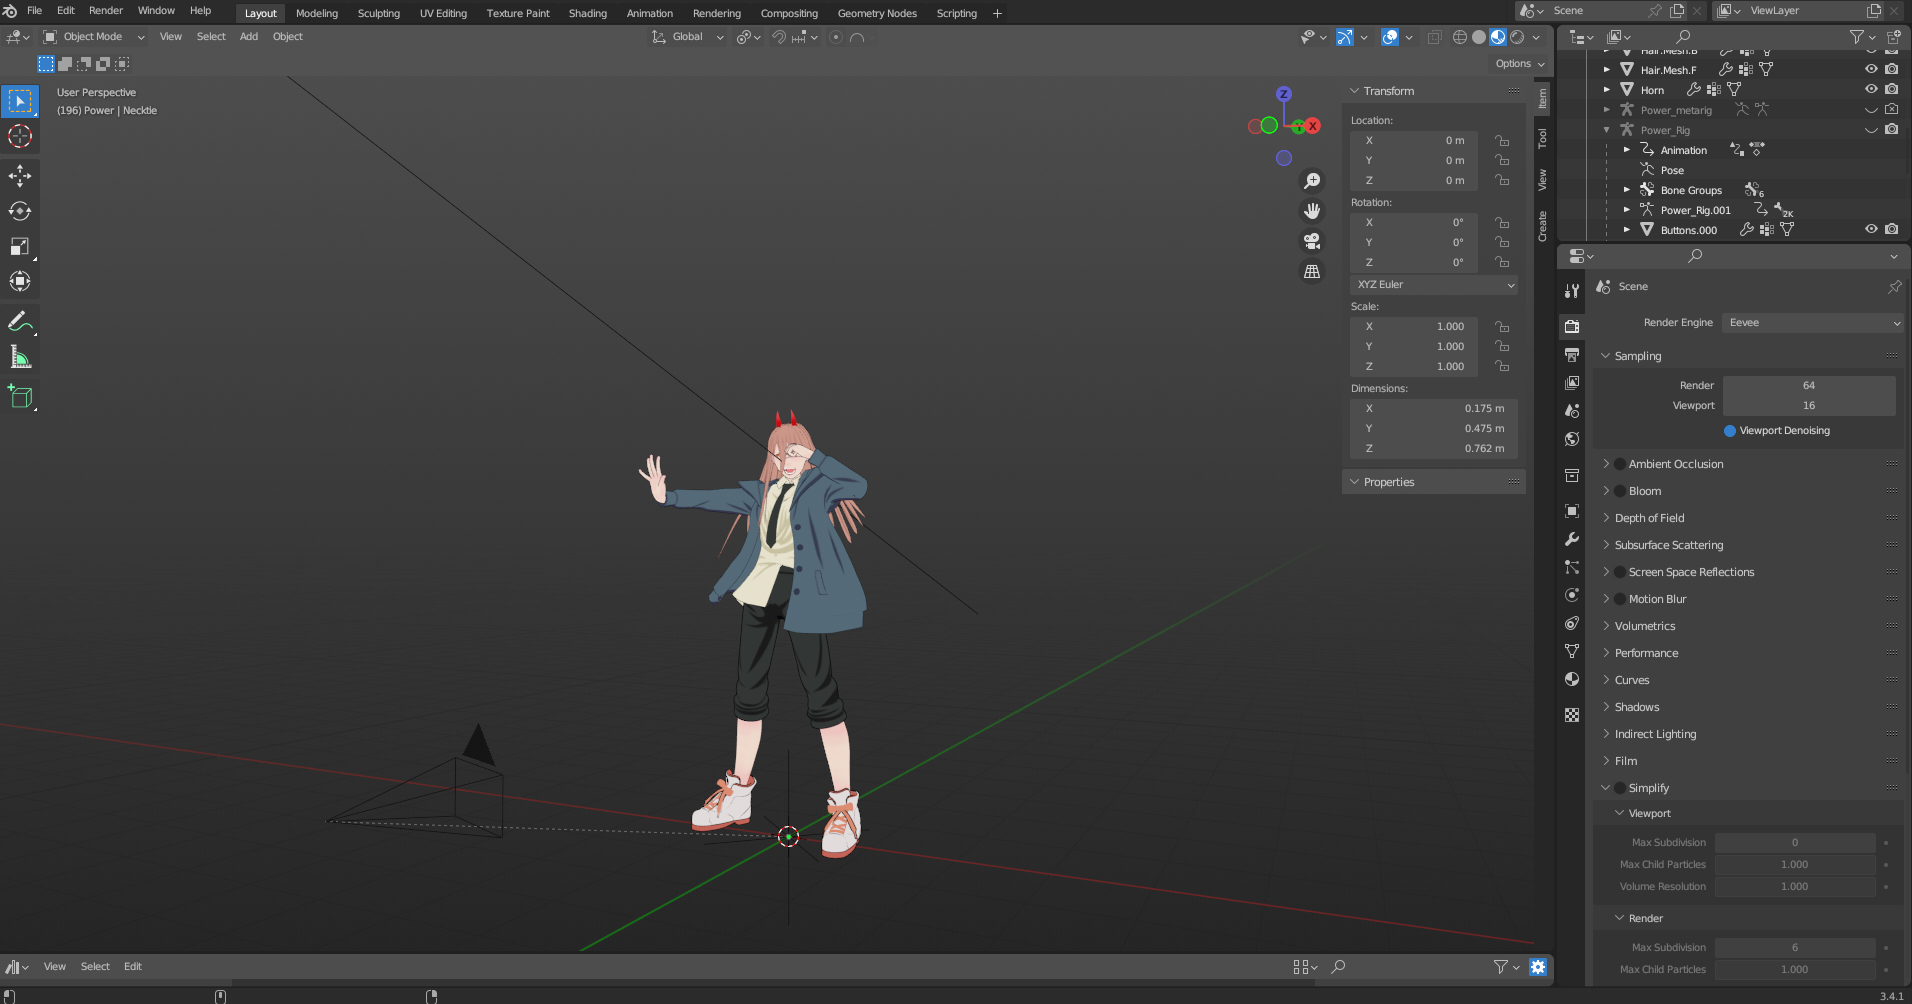 File Edit Render Window Help Layout Modeling Sculpting UV Editing Texture Paint Shading Animation Rendering Compositing Geometry Nodes Scripting + Scene ViewLayer
Object Mode View Select Add Object Global
Options
User Perspective
(196) Power | Necktie
Z
Y
X
Transform
Location:
X 0 m
Y 0 m
Z 0 m
Rotation:
X 0°
Y 0°
Z 0°
XYZ Euler
Scale:
X 1.000
Y 1.000
Z 1.000
Dimensions:
X 0.175 m
Y 0.475 m
Z 0.762 m
Properties
Item
Tool
View
Create
Hair.Mesh.B
Hair.Mesh.F
Horn
Power_metarig
Power_Rig
Animation
Pose
Bone Groups 6
Power_Rig.001 2K
Buttons.000
Scene
Render Engine Eevee
Sampling
Render 64
Viewport 16
Viewport Denoising
Ambient Occlusion
Bloom
Depth of Field
Subsurface Scattering
Screen Space Reflections
Motion Blur
Volumetrics
Performance
Curves
Shadows
Indirect Lighting
Film
Simplify
Viewport
Max Subdivision 0
Max Child Particles 1.000
Volume Resolution 1.000
Render
Max Subdivision 6
Max Child Particles 1.000
View Select Edit
3.4.1